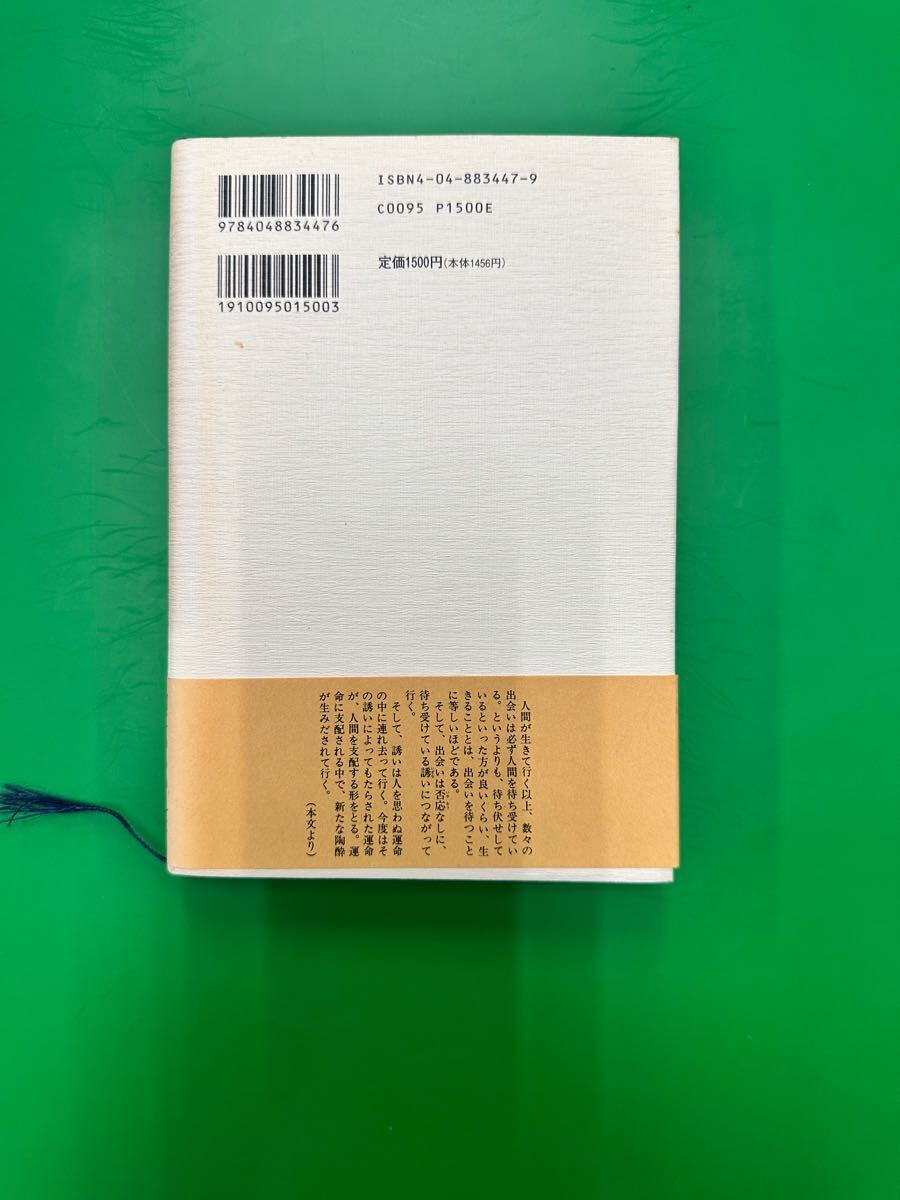 ISBN4-04-883447-9
C0095 P1500E
9784048834476
定価1500円(本体1456円)
1910095015003
人間が生きて行く以上、数々の
出会いは必ず人間を待ち受けてい
る。というよりも、待ち伏せして
いるといった方が良いくらい、生
きることとは、出会いを待つこと
に等しいほどである。
そして、出会いは否応なしに、
待ち受けている誘いにつながって
行く。
そして、誘いは人を思わぬ運命
の中に連れ去って行く。今度はそ
の誘いによってもたらされた運命
が、人間を支配する形をとる。運
命に支配される中で、新たな陶酔
が生みだされて行く。
(本文より)